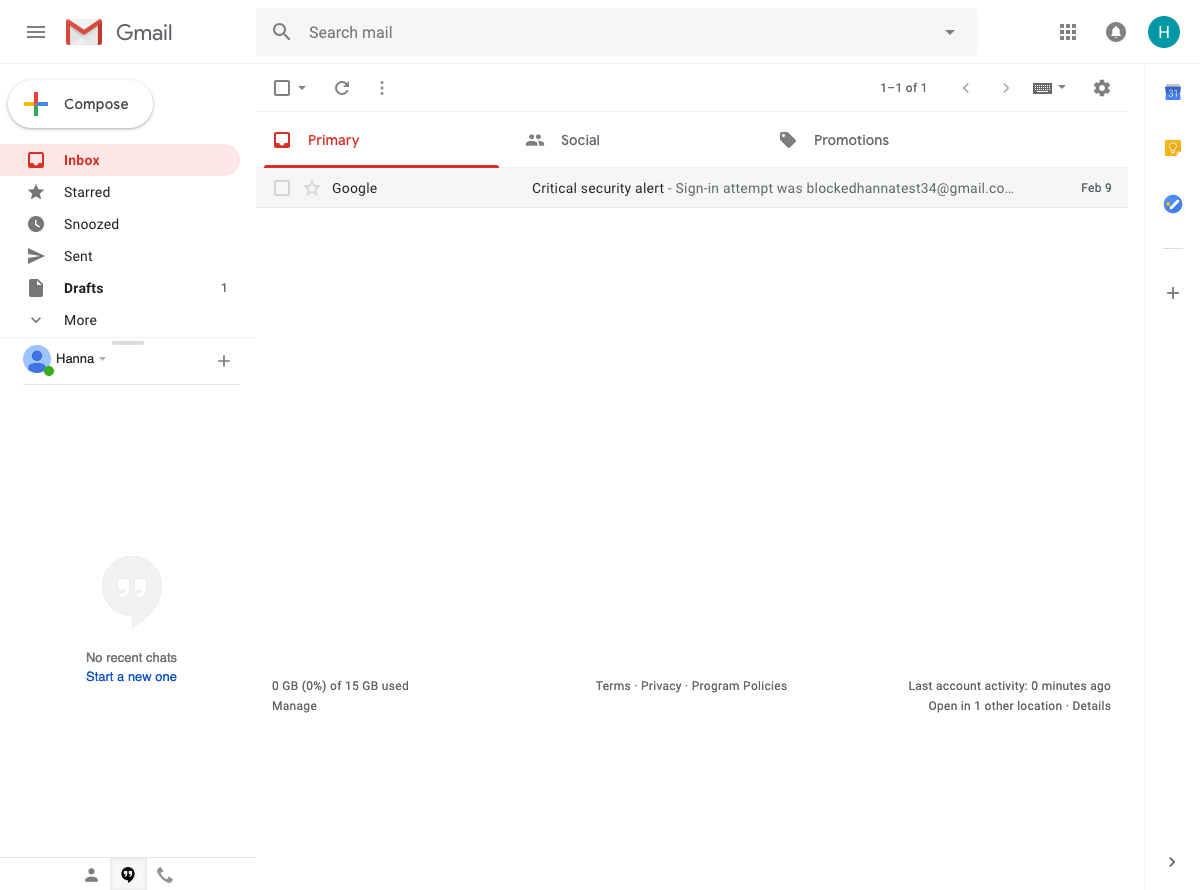 Gmail
Search mail
H
Compose
1–1 of 1
31
Primary
Social
Promotions
Inbox
Google
Critical security alert - Sign-in attempt was blockedhannatest34@gmail.co…
Feb 9
Starred
Snoozed
Sent
Drafts
1
More
Hanna
No recent chats
Start a new one
0 GB (0%) of 15 GB used
Manage
Terms · Privacy · Program Policies
Last account activity: 0 minutes ago
Open in 1 other location · Details